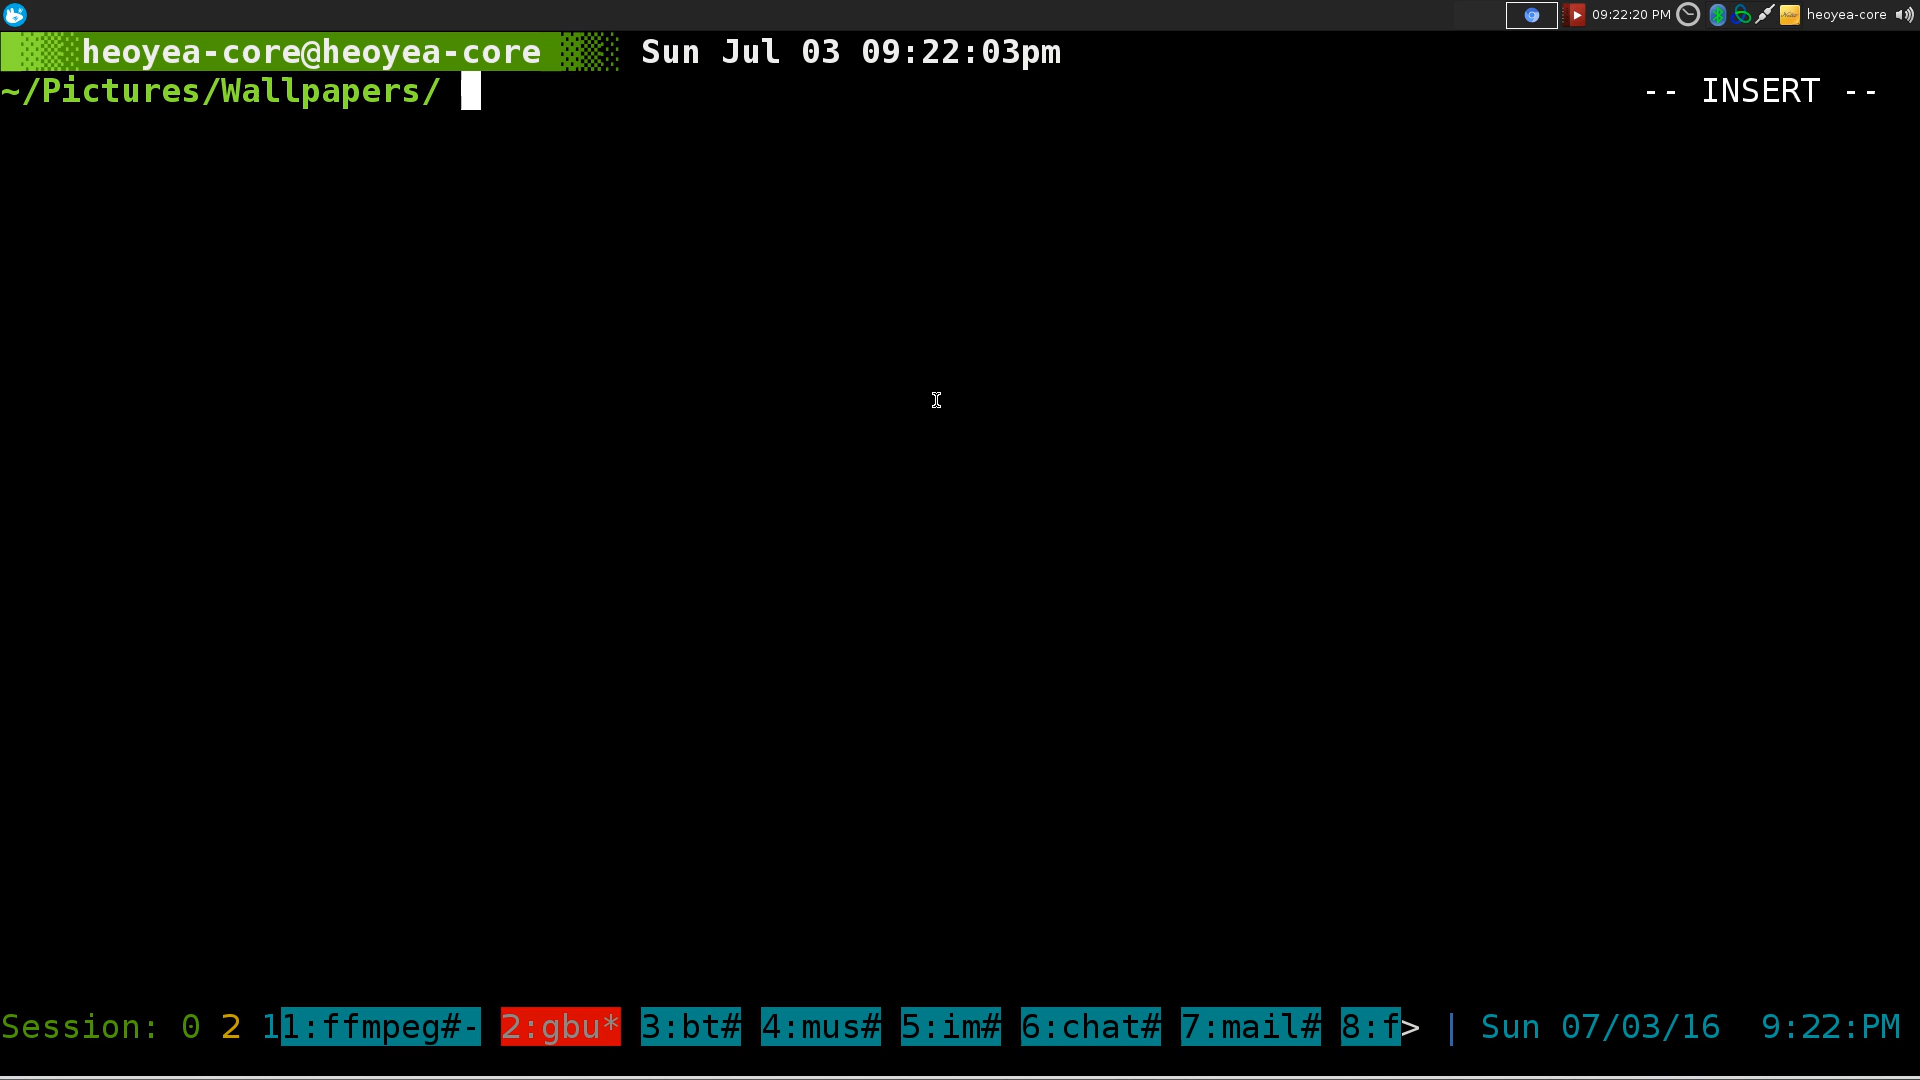 09:22:20 PM heoyea-core
heoyea-core@heoyea-core Sun Jul 03 09:22:03pm
~/Pictures/Wallpapers/ -- INSERT --
Session: 0 2 11:ffmpeg#- 2:gbu* 3:bt# 4:mus# 5:im# 6:chat# 7:mail# 8:f> | Sun 07/03/16 9:22:PM